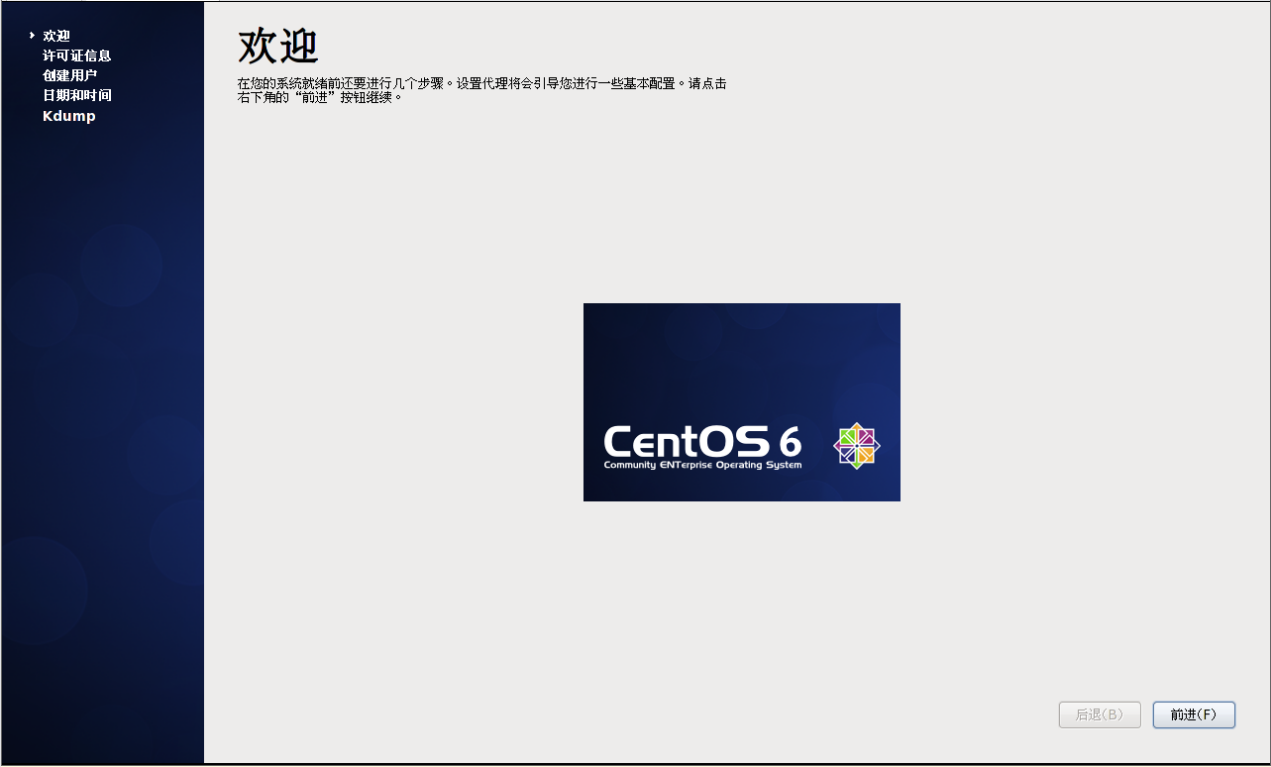 欢迎
许可证信息
创建用户
日期和时间
Kdump
欢迎
在您的系统就绪前还要进行几个步骤。设置代理将会引导您进行一些基本配置。请点击
右下角的“前进”按钮继续。
CentOS 6
Community ENTerprise Operating System
后退(B)
前进(F)